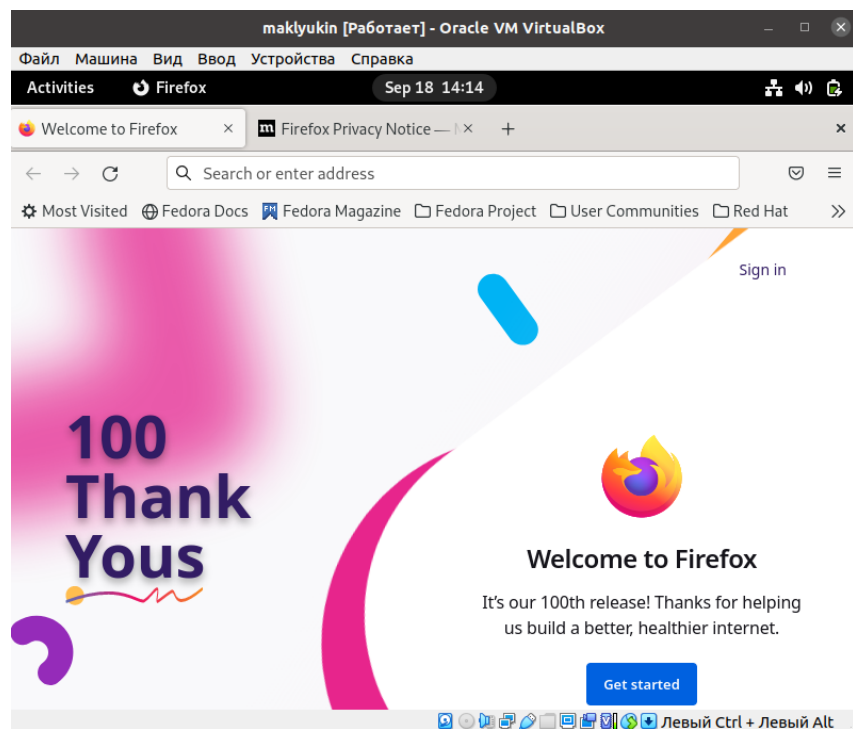 maklyukin [Работает] - Oracle VM VirtualBox
Файл Машина Вид Ввод Устройства Справка
Activities Firefox Sep 18 14:14
Welcome to Firefox Firefox Privacy Notice —
Search or enter address
Most Visited Fedora Docs Fedora Magazine Fedora Project User Communities Red Hat
Sign in
100
Thank
Yous
Welcome to Firefox
It's our 100th release! Thanks for helping
us build a better, healthier internet.
Get started
Левый Ctrl + Левый Alt